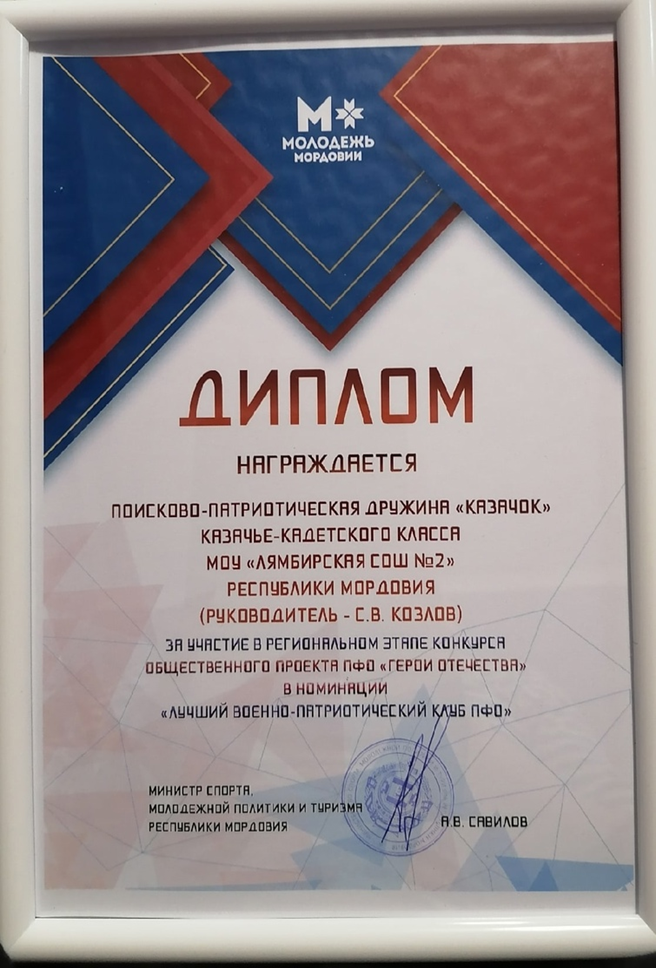 МОЛОДЕЖЬ
МОРДОВИИ
ДИПЛОМ
НАГРАЖДАЕТСЯ
ПОИСКОВО-ПАТРИОТИЧЕСКАЯ ДРУЖИНА «КАЗАЧОК»
КАЗАЧЬЕ-КАДЕТСКОГО КЛАССА
МОУ «ЛЯМБИРСКАЯ СОШ №2»
РЕСПУБЛИКИ МОРДОВИЯ
(РУКОВОДИТЕЛЬ - С.В. КОЗЛОВ)
ЗА УЧАСТИЕ В РЕГИОНАЛЬНОМ ЭТАПЕ КОНКУРСА
ОБЩЕСТВЕННОГО ПРОЕКТА ПФО «ГЕРОИ ОТЕЧЕСТВА»
В НОМИНАЦИИ
«ЛУЧШИЙ ВОЕННО-ПАТРИОТИЧЕСКИЙ КЛУБ ПФО»
МИНИСТР СПОРТА,
МОЛОДЕЖНОЙ ПОЛИТИКИ И ТУРИЗМА
РЕСПУБЛИКИ МОРДОВИЯ А.В. САВИЛОВ